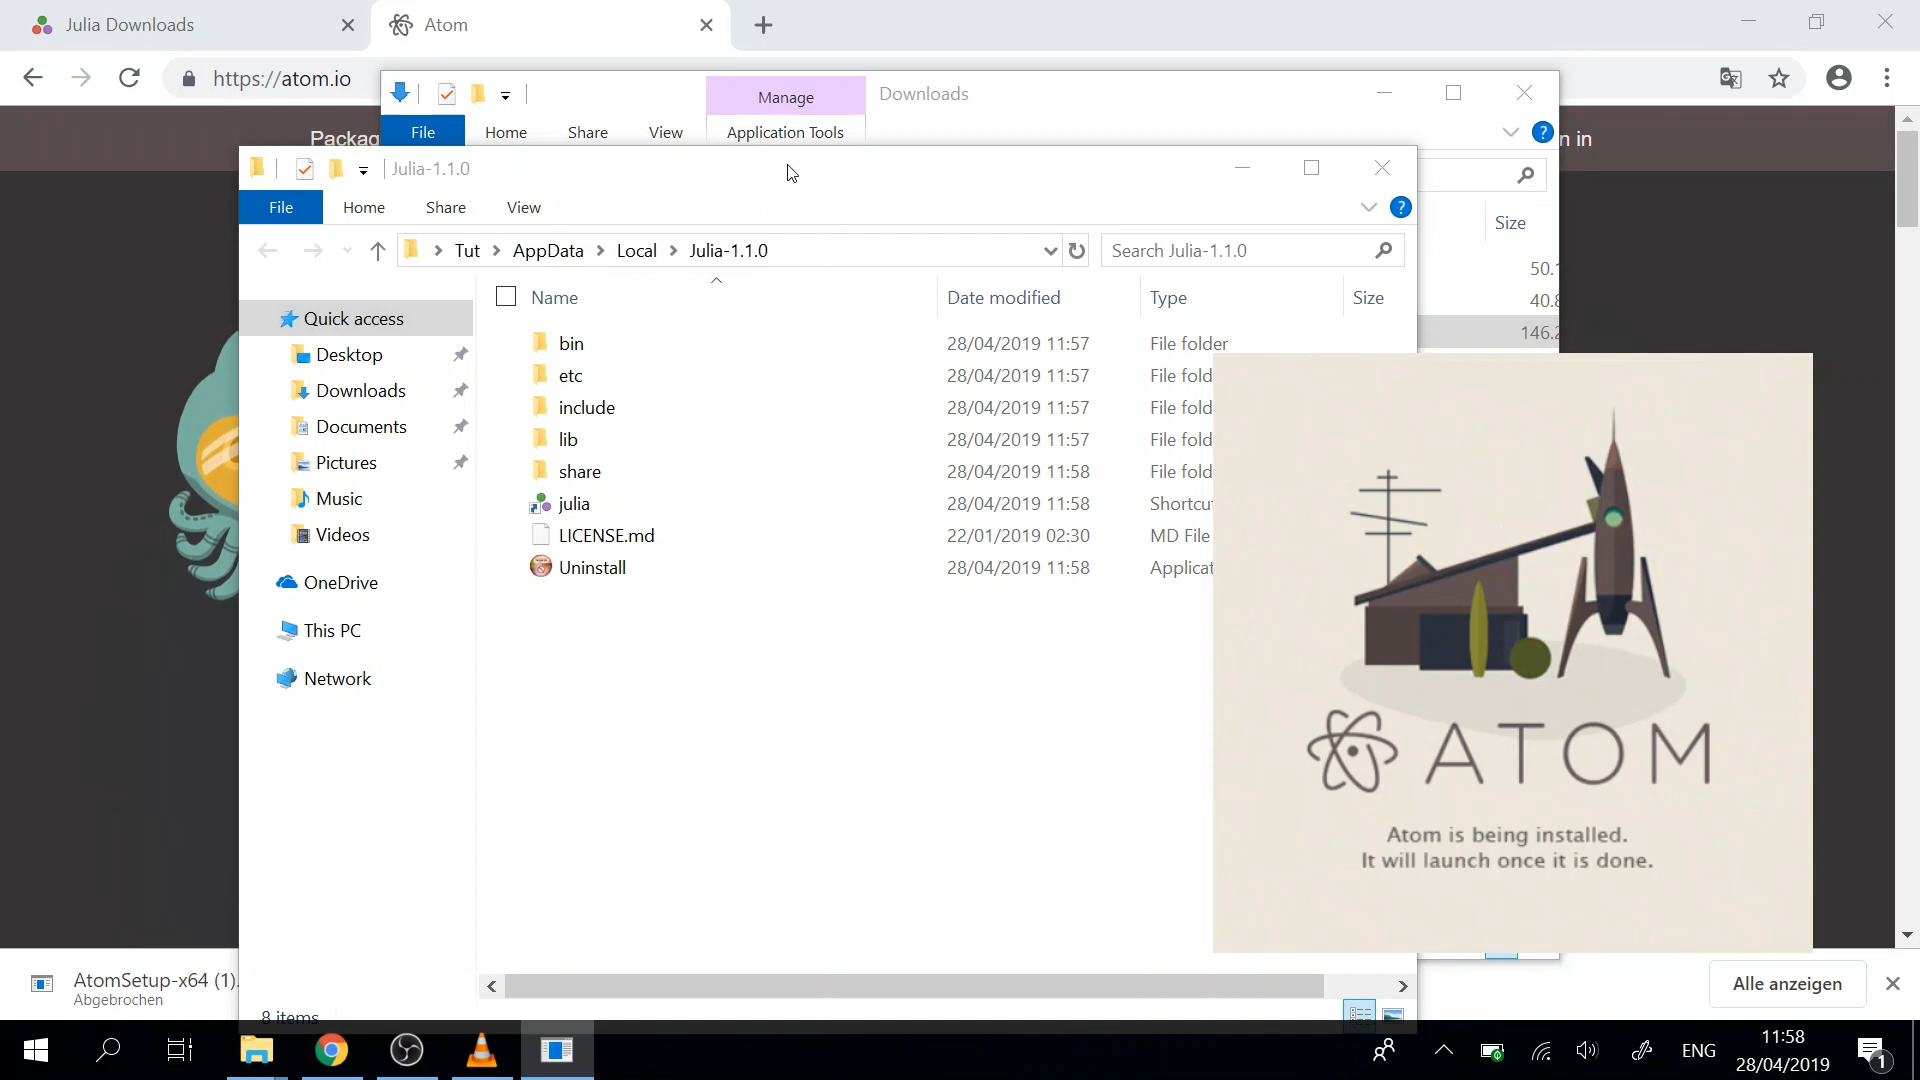 Julia Downloads
Atom
https://atom.io
Manage
Downloads
File
Home
Share
View
Application Tools
Packag
n in
Julia-1.1.0
File
Home
Share
View
Size
Tut
AppData
Local
Julia-1.1.0
Search Julia-1.1.0
50.1
40.8
146.2
Name
Date modified
Type
Size
Quick access
Desktop
Downloads
Documents
Pictures
Music
Videos
OneDrive
This PC
Network
bin 28/04/2019 11:57 File folder
etc 28/04/2019 11:57 File fold
include 28/04/2019 11:57 File fold
lib 28/04/2019 11:57 File fold
share 28/04/2019 11:58 File fold
julia 28/04/2019 11:58 Shortcu
LICENSE.md 22/01/2019 02:30 MD File
Uninstall 28/04/2019 11:58 Applicat
ATOM
Atom is being installed.
It will launch once it is done.
8 items
AtomSetup-x64 (1).
Abgebrochen
Alle anzeigen
ENG
11:58
28/04/2019
1